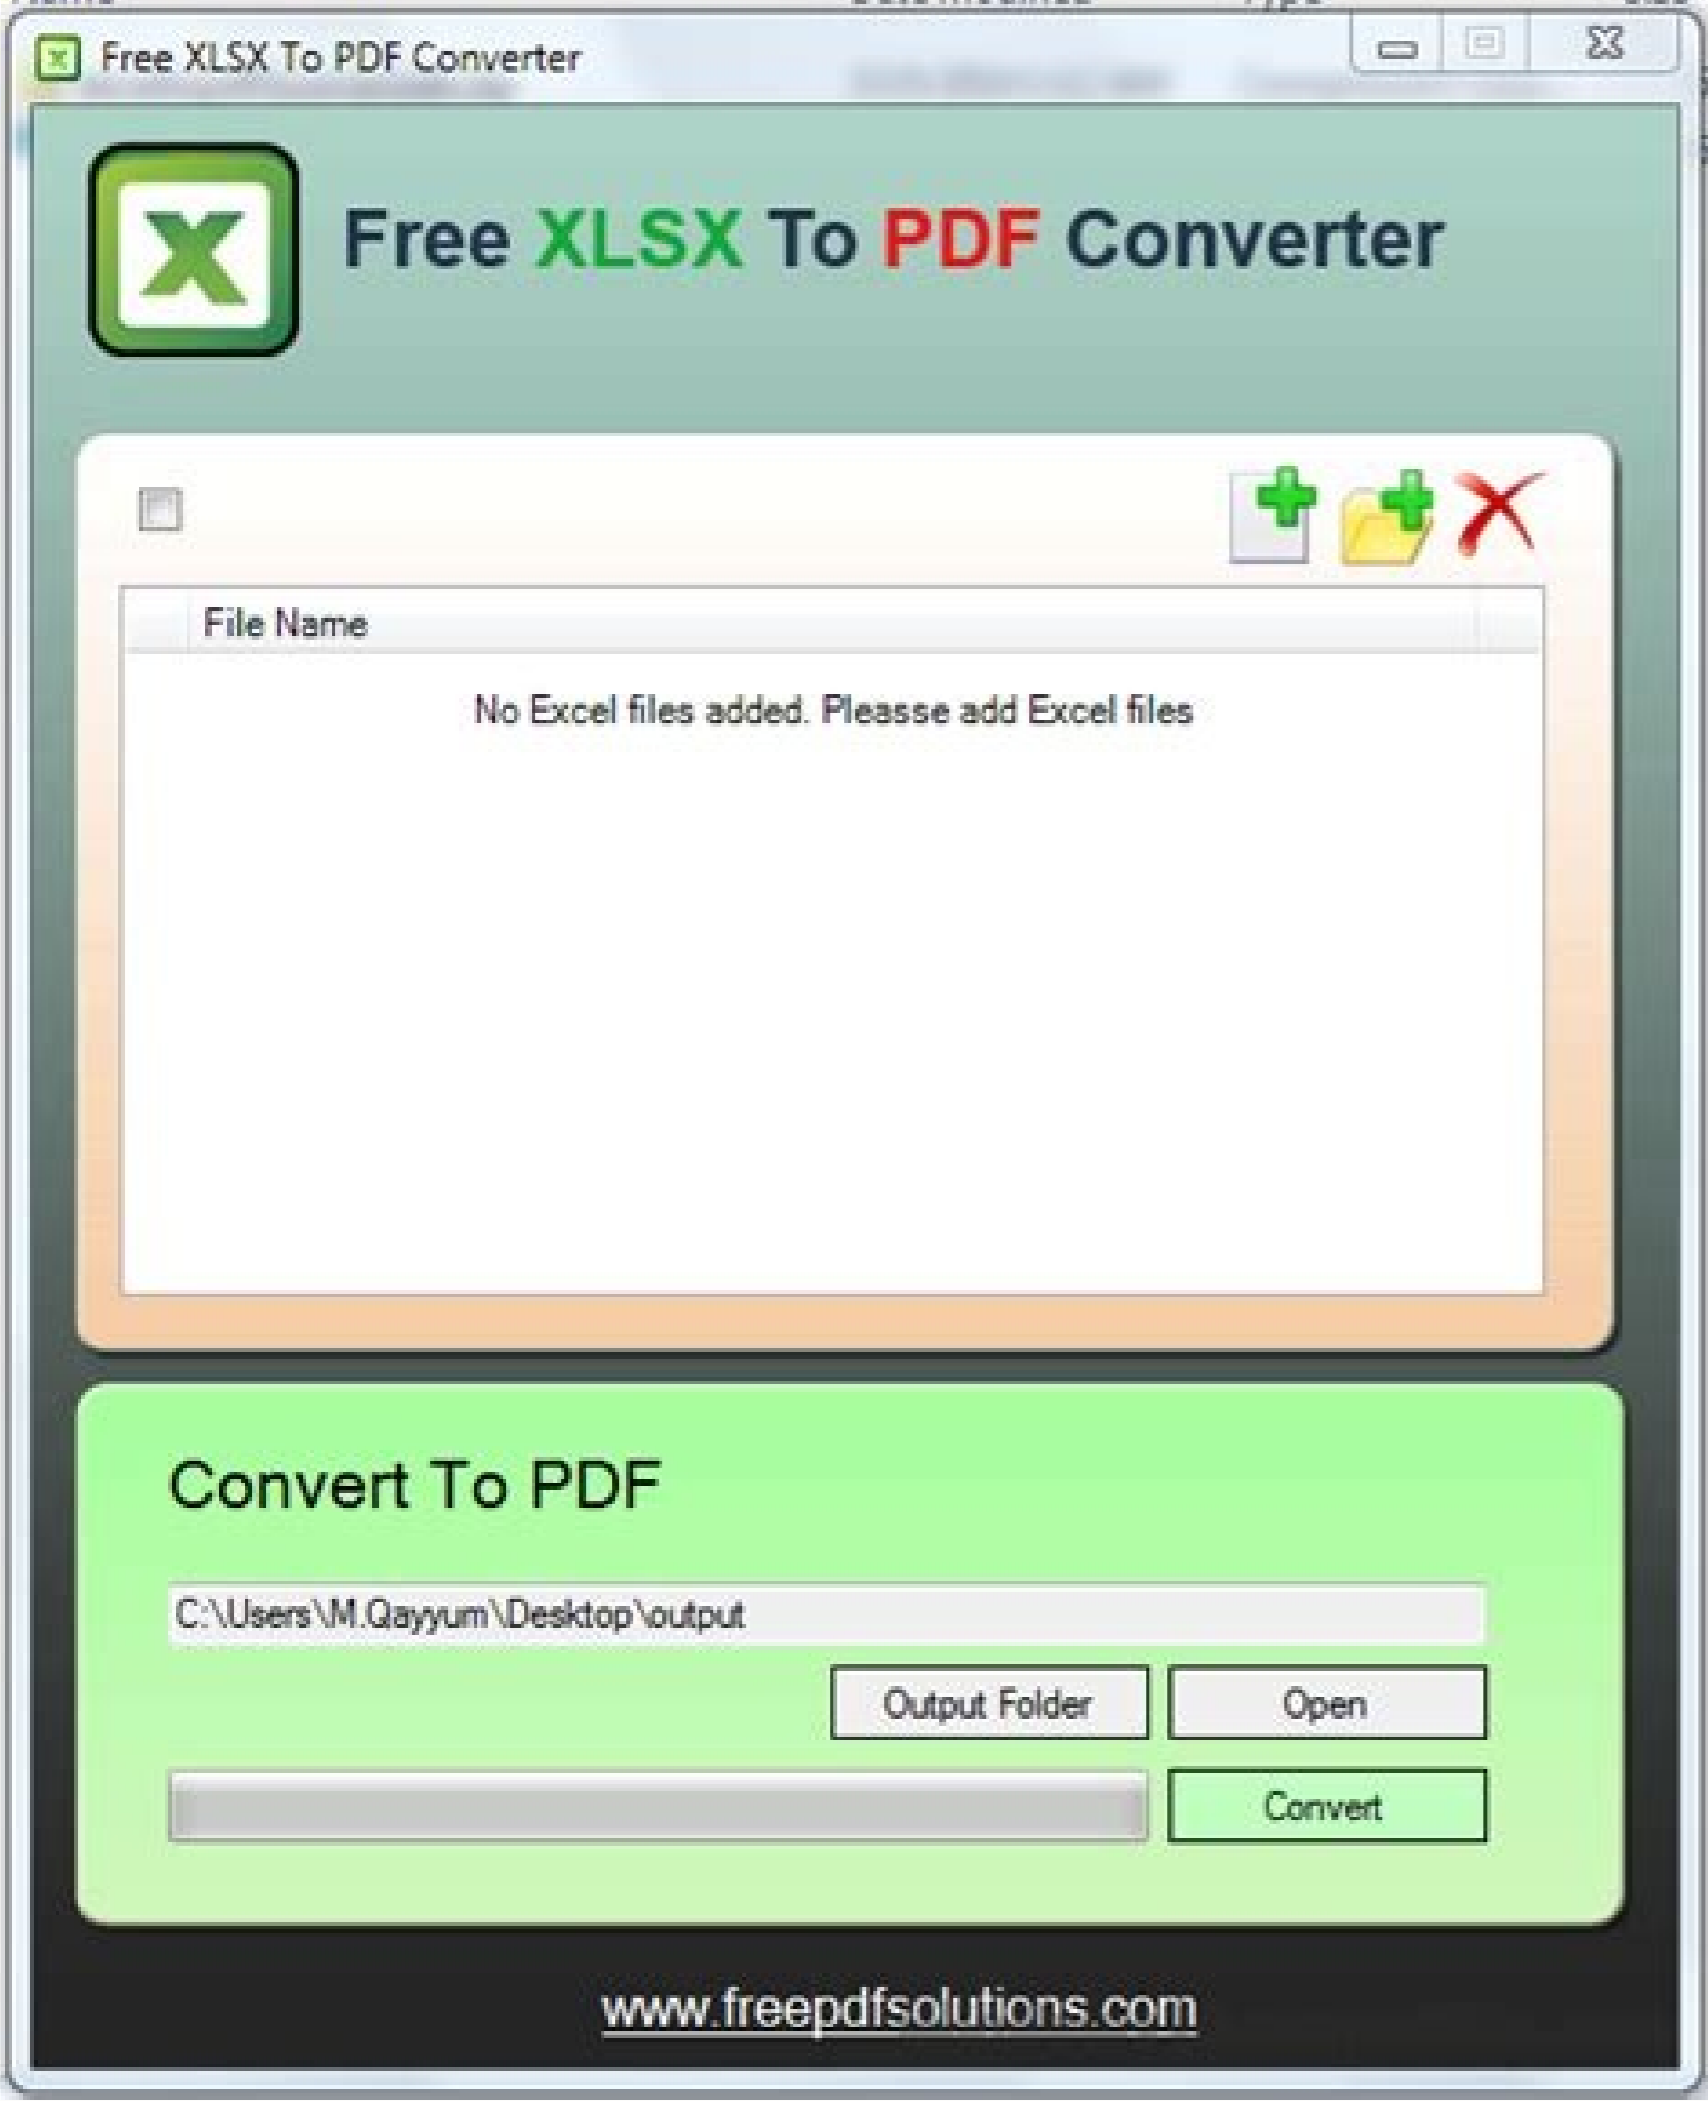 Free XLSX To PDF Converter
Free XLSX To PDF Converter
File Name
No Excel files added. Pleasse add Excel files
Convert To PDF
C:\Users\M.Qayyum\Desktop\output
Output Folder
Open
Convert
www.freepdfsolutions.com